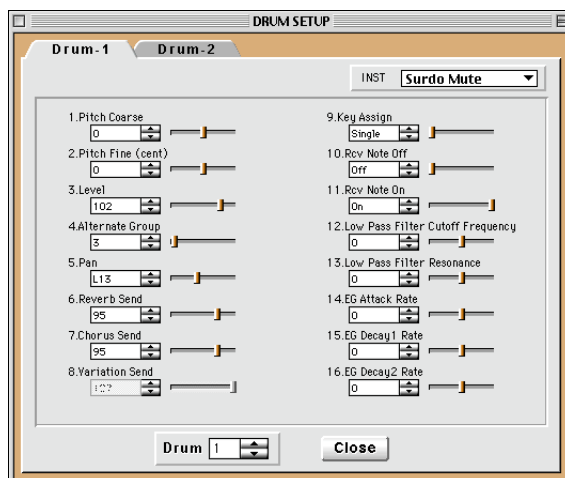 DRUM SETUP
Drum-1 Drum-2
INST Surdo Mute
1.Pitch Coarse
0
2.Pitch Fine (cent)
0
3.Level
102
4.Alternate Group
3
5.Pan
L13
6.Reverb Send
95
7.Chorus Send
95
8.Variation Send
9.Key Assign
Single
10.Rcv Note Off
Off
11.Rcv Note On
On
12.Low Pass Filter Cutoff Frequency
0
13.Low Pass Filter Resonance
0
14.EG Attack Rate
0
15.EG Decay1 Rate
0
16.EG Decay2 Rate
0
Drum 1
Close